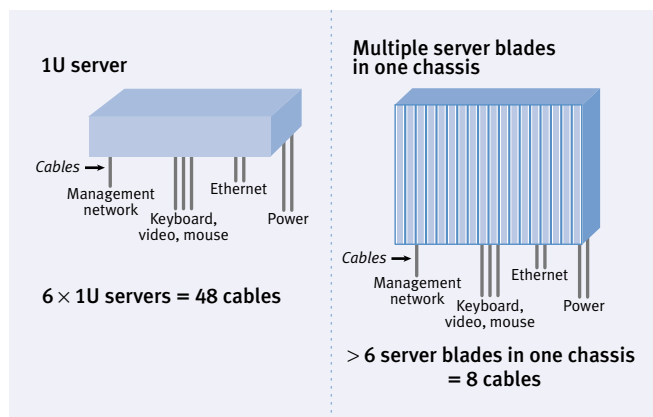 1U server
Cables
Management
network
Keyboard,
video, mouse
Ethernet
Power
6 × 1U servers = 48 cables
Multiple server blades
in one chassis
Cables
Management
network
Keyboard,
video, mouse
Ethernet
Power
> 6 server blades in one chassis
= 8 cables